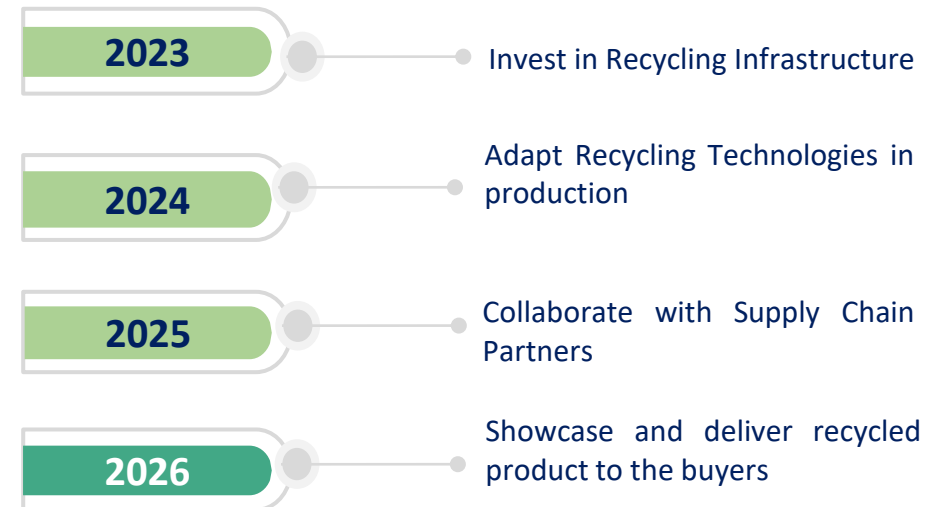 2023
Invest in Recycling Infrastructure
2024
Adapt Recycling Technologies in
production
2025
Collaborate with Supply Chain
Partners
2026
Showcase and deliver recycled
product to the buyers